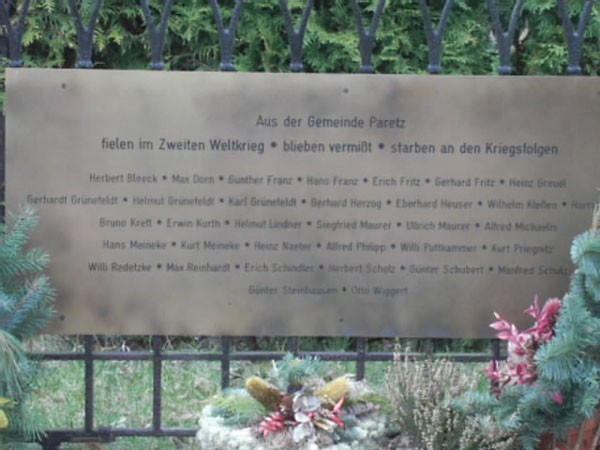 Aus der Gemeinde Paretz
fielen im Zweiten Weltkrieg * blieben vermißt * starben an den Kriegsfolgen
Herbert Bleeck * Max Dorn * Günther Franz * Hans Franz * Erich Fritz * Gerhard Fritz * Heinz Greuel
Gerhardt Grünefeldt * Helmut Grünefeldt * Karl Grünefeldt * Gerhard Herzog * Eberhard Heuser * Wilhelm Kleßen *
Bruno Kreft * Erwin Kurth * Helmut Lindner * Siegfried Maurer * Ullrich Maurer * Alfred Michaelis
Hans Meineke * Kurt Meineke * Heinz Naeter * Alfred Philipp * Willi Puttkammer * Kurt Priegnitz
Willi Redetzke * Max Reinhardt * Erich Schindler * Herbert Scholz * Günter Schubert * Manfred Schulz
Günter Steinhausen * Otto Wiggert